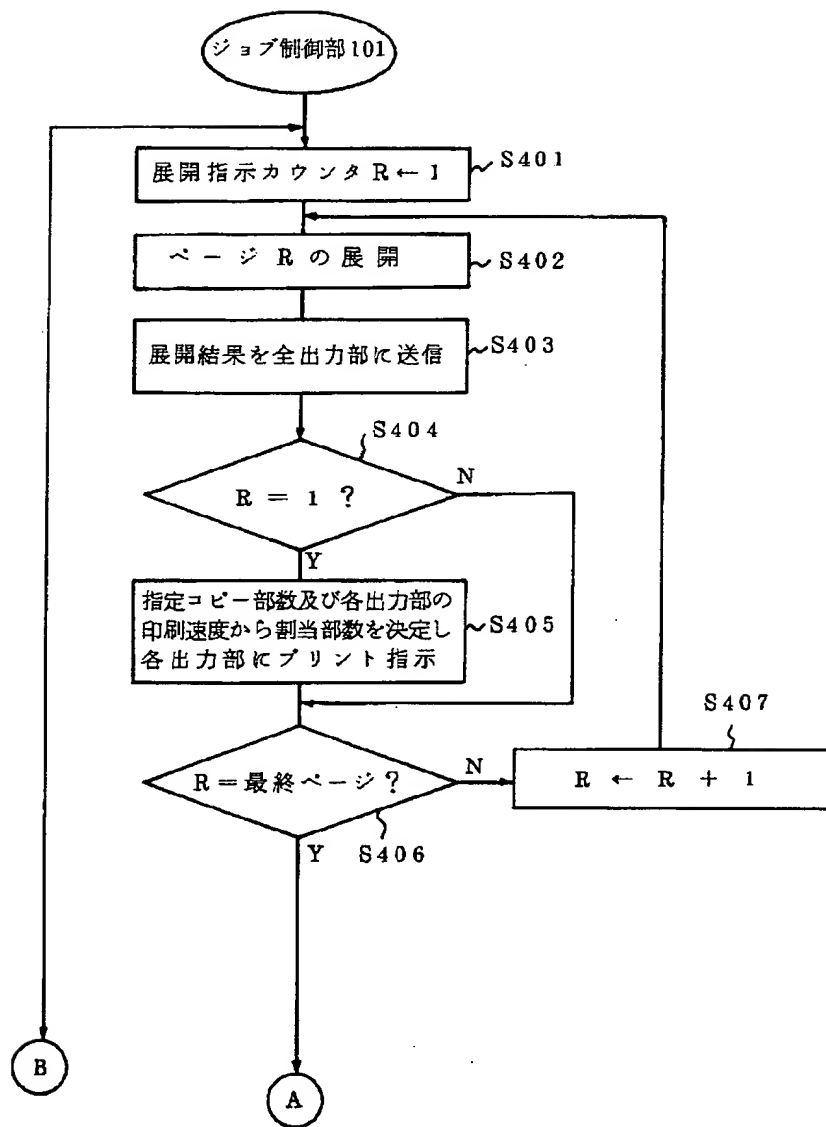 ジョブ制御部101
展開指示カウンタR←1
S401
ページRの展開
S402
展開結果を全出力部に送信
S403
S404
R = 1 ?
N
Y
指定コピー部数及び各出力部の
印刷速度から割当部数を決定し
各出力部にプリント指示
S405
S407
R=最終ページ?
N
R ← R + 1
Y
S406
B
A